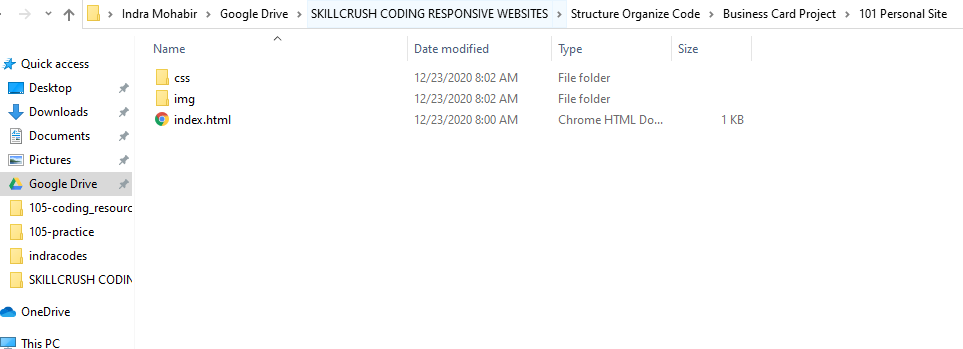 Indra Mohabir > Google Drive > SKILLCRUSH CODING RESPONSIVE WEBSITES > Structure Organize Code > Business Card Project > 101 Personal Site
Name Date modified Type Size
Quick access
Desktop
Downloads
Documents
Pictures
Google Drive
105-coding_resourc
105-practice
indracodes
SKILLCRUSH CODIN
OneDrive
This PC
css 12/23/2020 8:02 AM File folder
img 12/23/2020 8:02 AM File folder
index.html 12/23/2020 8:00 AM Chrome HTML Do... 1 KB